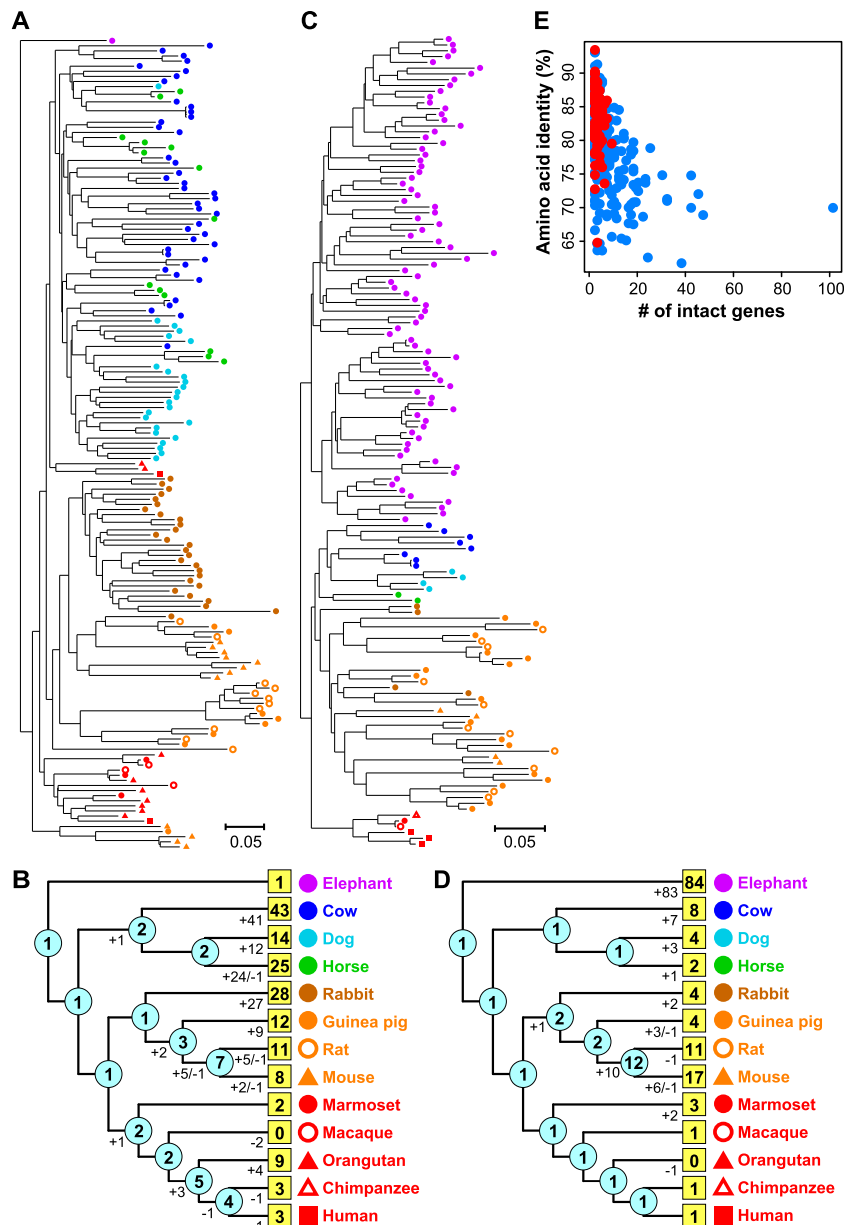 A
C
E
Amino acid identity (%)
90
85
80
75
70
65
0
20
40
60
80
100
# of intact genes
0.05
0.05
B
1
Elephant
43
Cow
+41
14
Dog
+12
25
Horse
+24/-1
28
Rabbit
+27
12
Guinea pig
+9
11
Rat
+5/-1
8
Mouse
+2/-1
2
Marmoset
0
Macaque
-2
9
Orangutan
+4
3
Chimpanzee
-1
3
Human
1
1
2
+1
2
1
1
3
+2
7
+5/-1
2
+1
2
5
+3
4
-1
D
84
Elephant
+83
8
Cow
+7
4
Dog
+3
2
Horse
+1
4
Rabbit
+2
4
Guinea pig
+3/-1
11
Rat
-1
17
Mouse
+6/-1
3
Marmoset
+2
1
Macaque
0
Orangutan
-1
1
Chimpanzee
1
Human
1
1
1
1
1
2
+1
2
12
+10
1
1
1
1